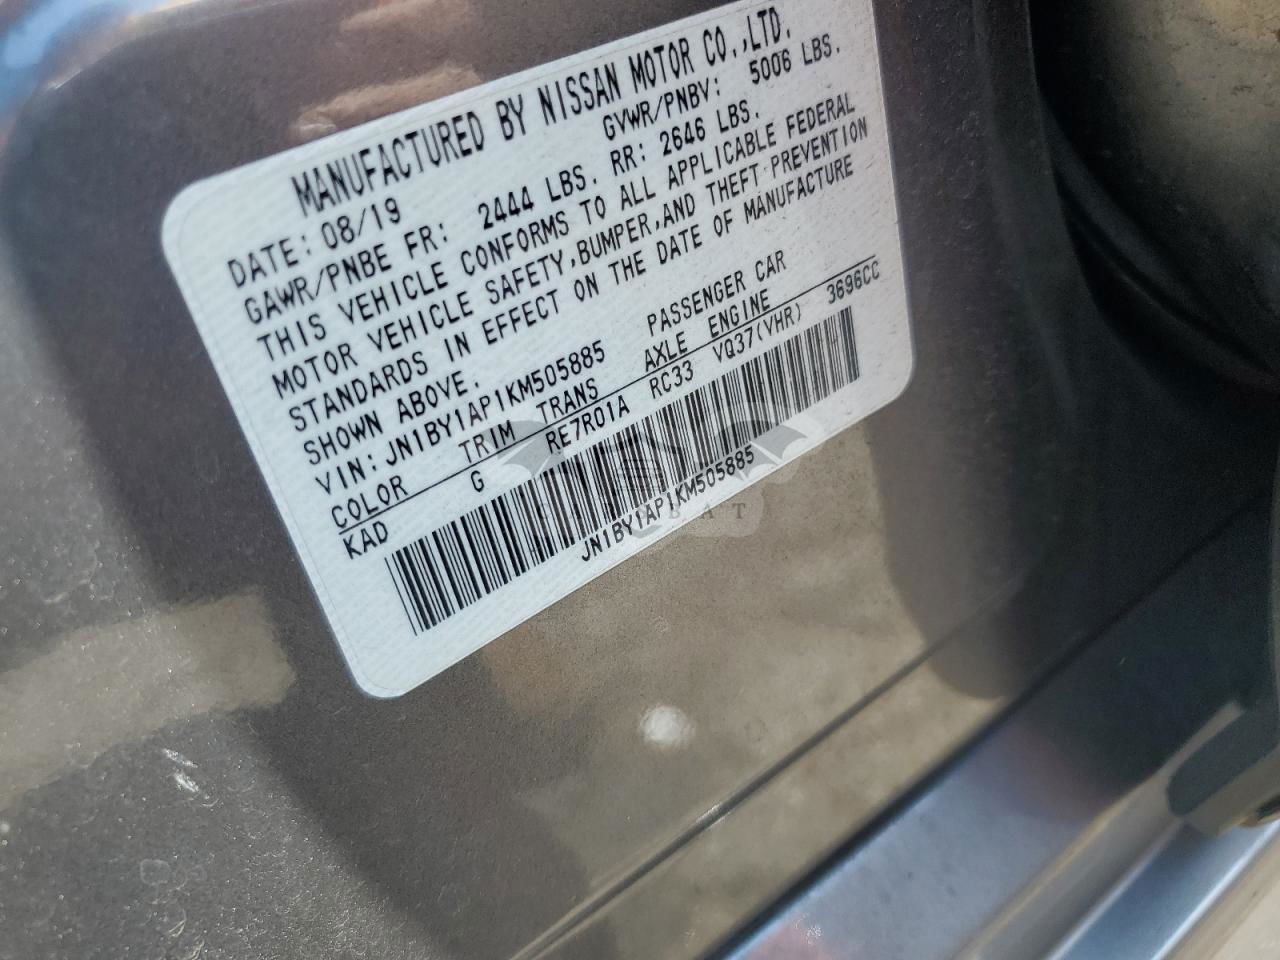 MANUFACTURED BY NISSAN MOTOR CO.,LTD.
DATE: 08/19 GVWR/PNBV: 5006 LBS.
GAWR/PNBE FR: 2444 LBS. RR: 2646 LBS.
THIS VEHICLE CONFORMS TO ALL APPLICABLE FEDERAL
MOTOR VEHICLE SAFETY,BUMPER,AND THEFT PREVENTION
STANDARDS IN EFFECT ON THE DATE OF MANUFACTURE
SHOWN ABOVE.
VIN: JN1BY1AP1KM505885 PASSENGER CAR
COLOR TRIM TRANS AXLE ENGINE
KAD G RE7R01A RC33 VQ37(VHR) 3696CC
JN1BY1AP1KM505885